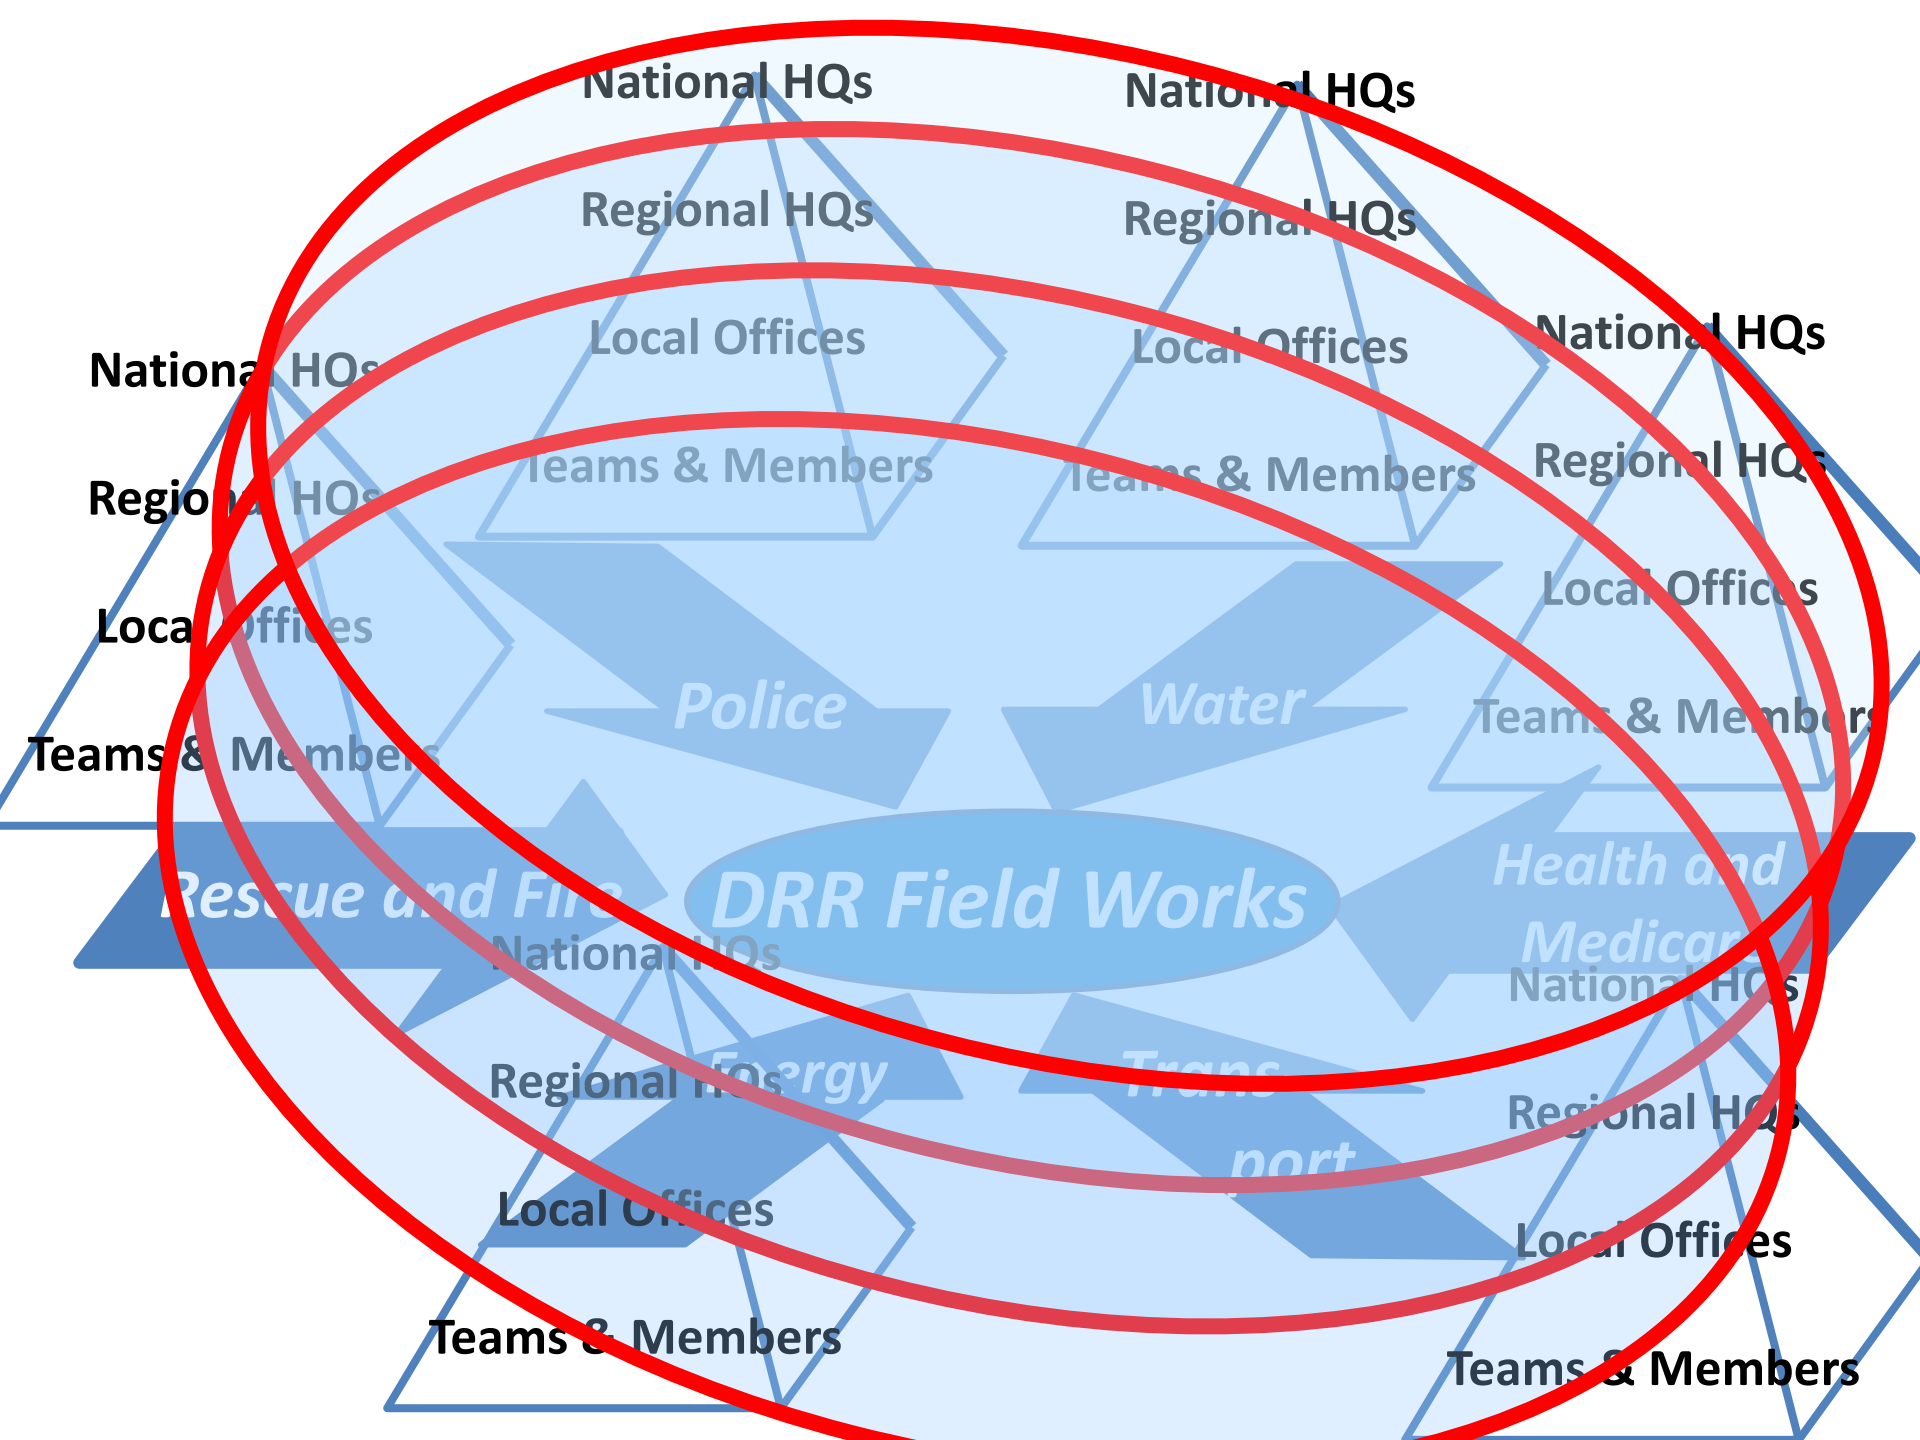 National HQs
National HQs
Regional HQs
Regional HQs
Local Offices
Local Offices
National HQs
National HQs
Regional HQs
Teams & Members
Teams & Members
Regional HQs
Local Offices
Local Offices
Police
Water
Teams & Members
Teams & Members
Rescue and Fire
DRR Field Works
Health and
Medicare
National HQs
National HQs
Regional HQs
Energy
Trans
port
Regional HQs
Local Offices
Local Offices
Teams & Members
Teams & Members